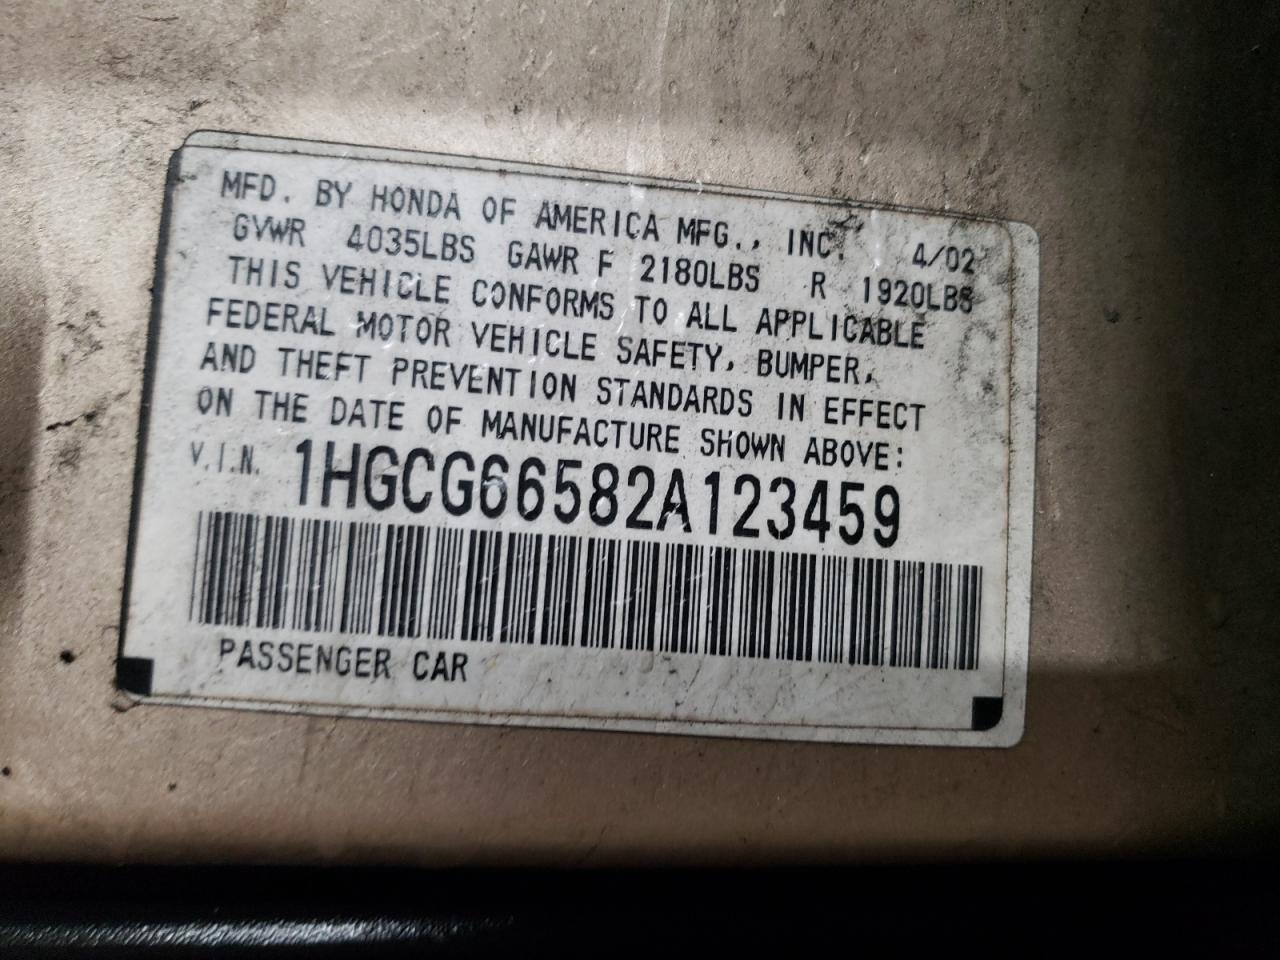 MFD. BY HONDA OF AMERICA MFG., INC. 4/02
GVWR 4035LBS GAWR F 2180LBS R 1920LBS
THIS VEHICLE CONFORMS TO ALL APPLICABLE
FEDERAL MOTOR VEHICLE SAFETY, BUMPER,
AND THEFT PREVENTION STANDARDS IN EFFECT
ON THE DATE OF MANUFACTURE SHOWN ABOVE:
V.I.N. 1HGCG66582A123459
PASSENGER CAR